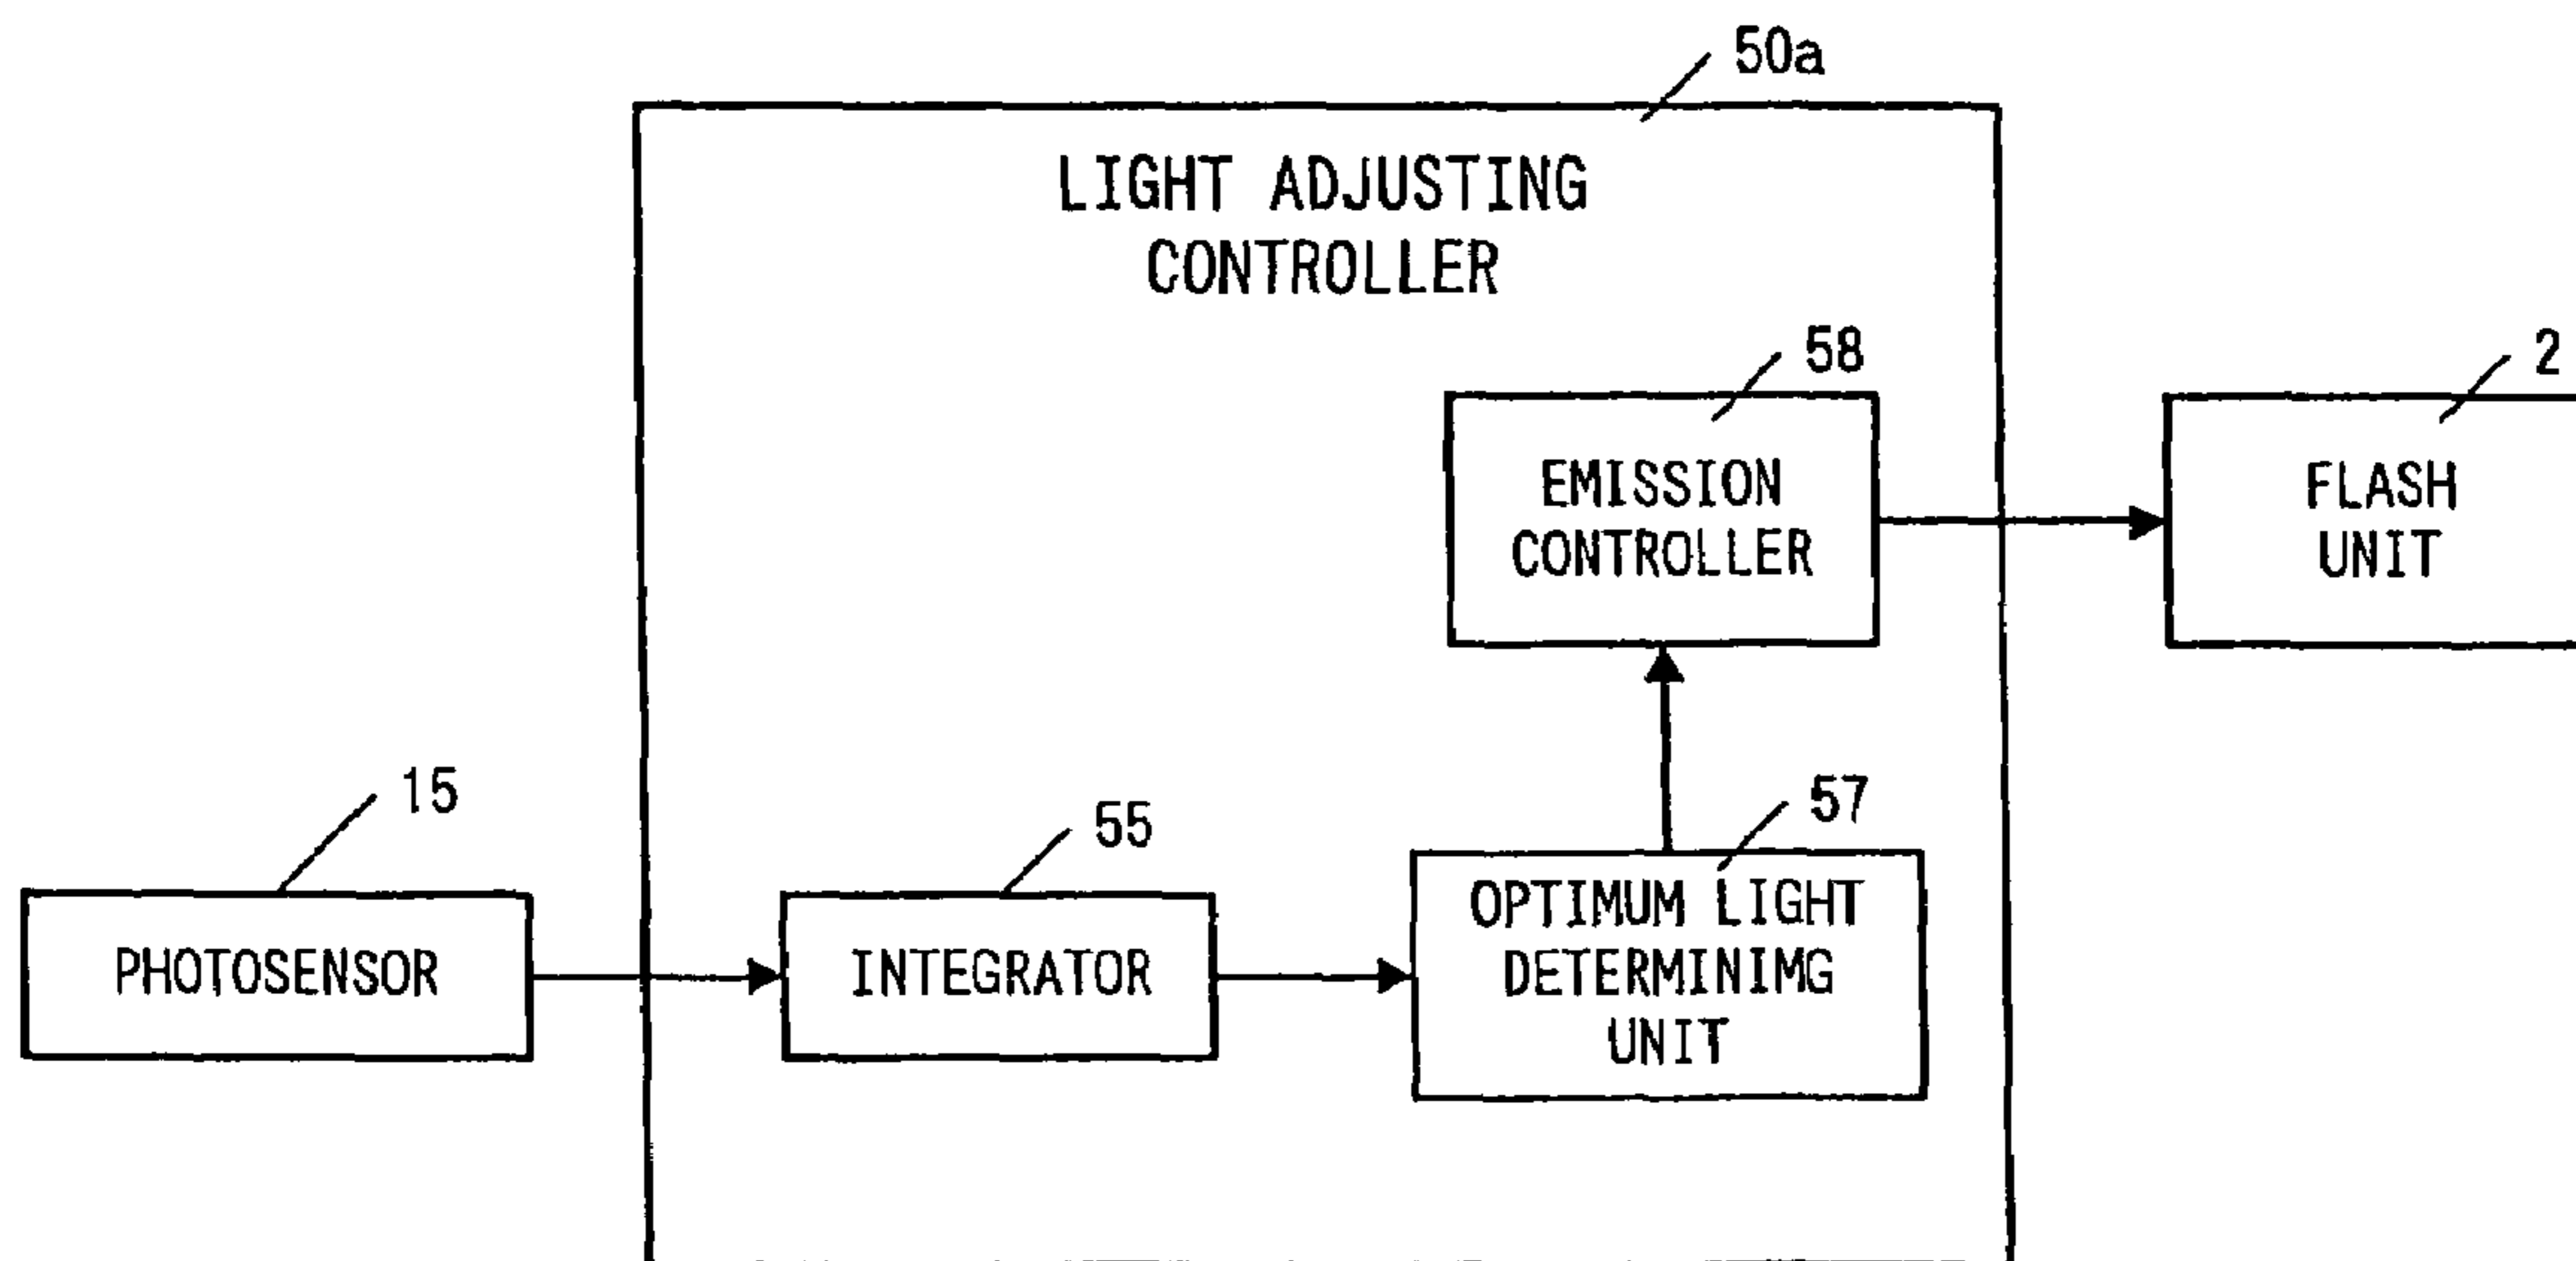 50a
LIGHT ADJUSTING
CONTROLLER
58
2
EMISSION
CONTROLLER
FLASH
UNIT
15
55
57
PHOTOSENSOR
INTEGRATOR
OPTIMUM LIGHT
DETERMINIMG
UNIT